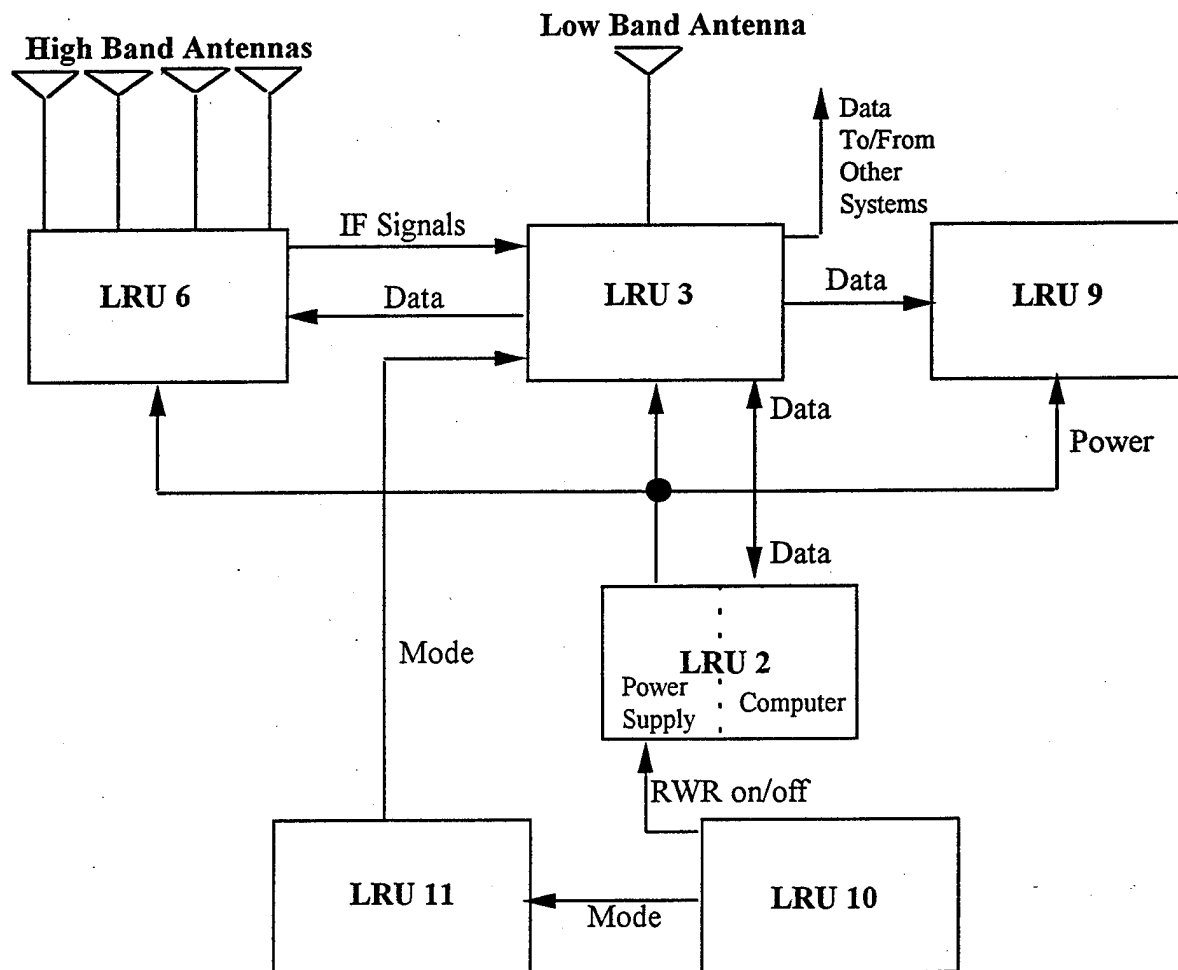 High Band Antennas
Low Band Antenna
Data
To/From
Other
Systems
IF Signals
LRU 6
LRU 3
LRU 9
Data
Data
Data
Power
Data
Mode
LRU 2
Power
Supply
Computer
RWR on/off
LRU 11
LRU 10
Mode